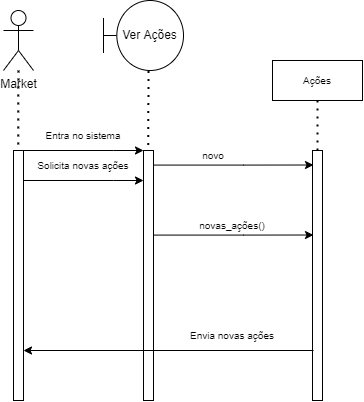 Ver Ações
Market
Ações
Entra no sistema
novo
Solicita novas ações
novas_ações()
Envia novas ações